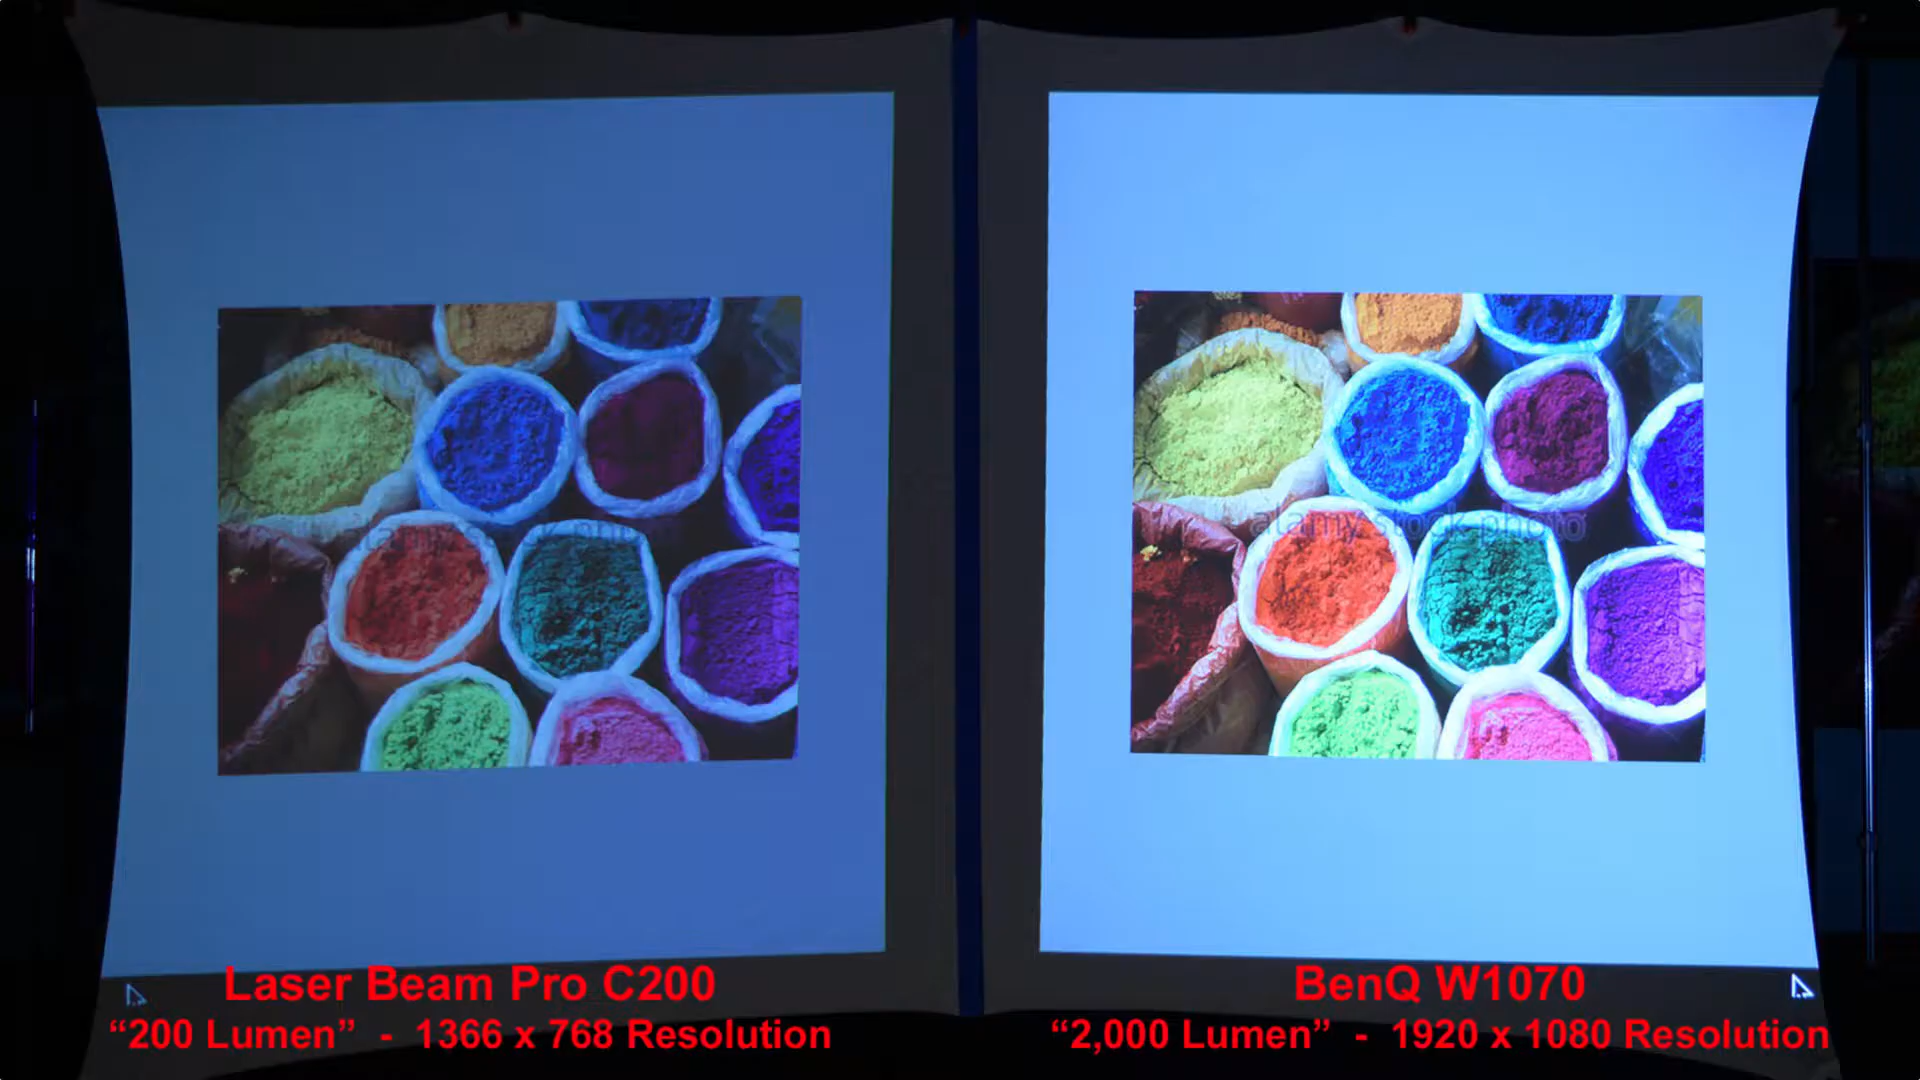 alamy stock photo
Laser Beam Pro C200
“200 Lumen” - 1366 x 768 Resolution
BenQ W1070
“2,000 Lumen” - 1920 x 1080 Resolution